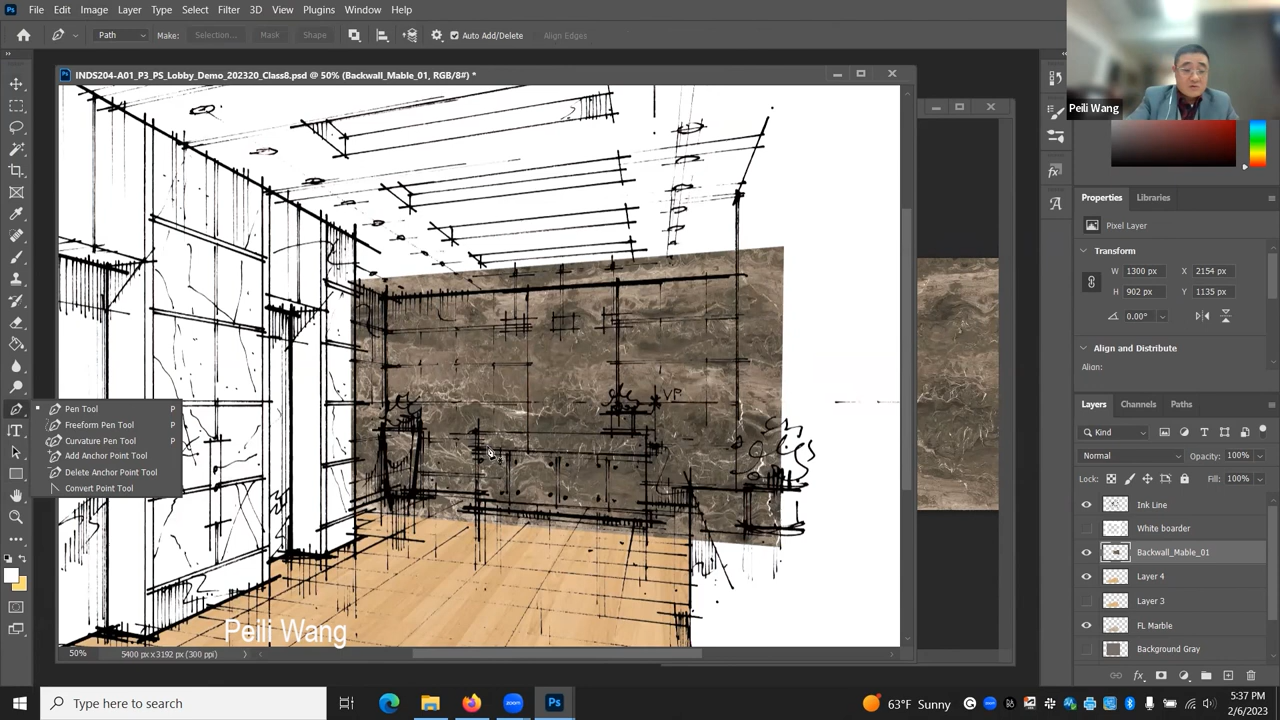 File Edit Image Layer Type Select Filter 3D View Plugins Window Help
Path Make: Selection... Mask Shape Auto Add/Delete Align Edges
INDS204-A01_P3_PS_Lobby_Demo_202320_Class8.psd @ 50% (Backwall_Mable_01, RGB/8#) *
Peili Wang
Properties Libraries
Pixel Layer
Transform
W 1300 px X 2154 px
H 902 px Y 1135 px
0.00°
Align and Distribute
Align:
Layers Channels Paths
Kind
Normal Opacity: 100%
Lock: Fill: 100%
Ink Line
White boarder
Backwall_Mable_01
Layer 4
Layer 3
FL Marble
Background Gray
Pen Tool P
Freeform Pen Tool P
Curvature Pen Tool P
Add Anchor Point Tool
Delete Anchor Point Tool
Convert Point Tool
VP
Peili Wang
50% 5400 px x 3192 px (300 ppi)
Type here to search
63°F Sunny
5:37 PM
2/6/2023